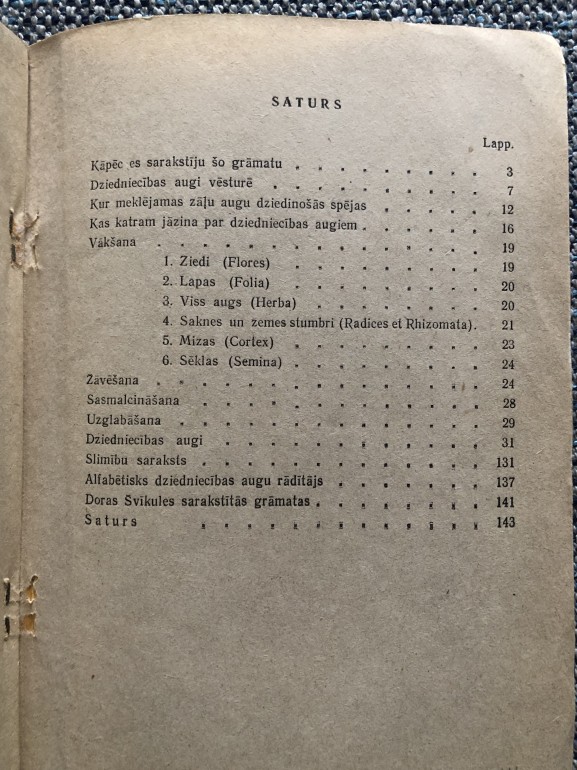 SATURS
Lapp.
Kāpēc es sarakstīju šo grāmatu . . . . . . . . . 3
Dziedniecības augi vēsturē . . . . . . . . . . 7
Kur meklējamas zāļu augu dziedinošās spējas . . . . . 12
Kas katram jāzina par dziedniecības augiem . . . . . . 16
Vākšana . . . . . . . . . . . . . . 19
1. Ziedi (Flores) . . . . . . . . . 19
2. Lapas (Folia) . . . . . . . . . 20
3. Viss augs (Herba) . . . . . . . . 20
4. Saknes un zemes stumbri (Radices et Rhizomata). 21
5. Mizas (Cortex) . . . . . . . . . 23
6. Sēklas (Semina) . . . . . . . . . 24
Žāvēšana . . . . . . . . . . . . . . . 24
Sasmalcināšana . . . . . . . . . . . . . 28
Uzglabāšana . . . . . . . . . . . . . . 29
Dziedniecības augi . . . . . . . . . . . . 31
Slimību saraksts . . . . . . . . . . . . . 131
Alfabētisks dziedniecības augu rādītājs . . . . . . . 137
Doras Svikules sarakstītās grāmatas . . . . . . . . 141
Saturs . . . . . . . . . . . . . 143